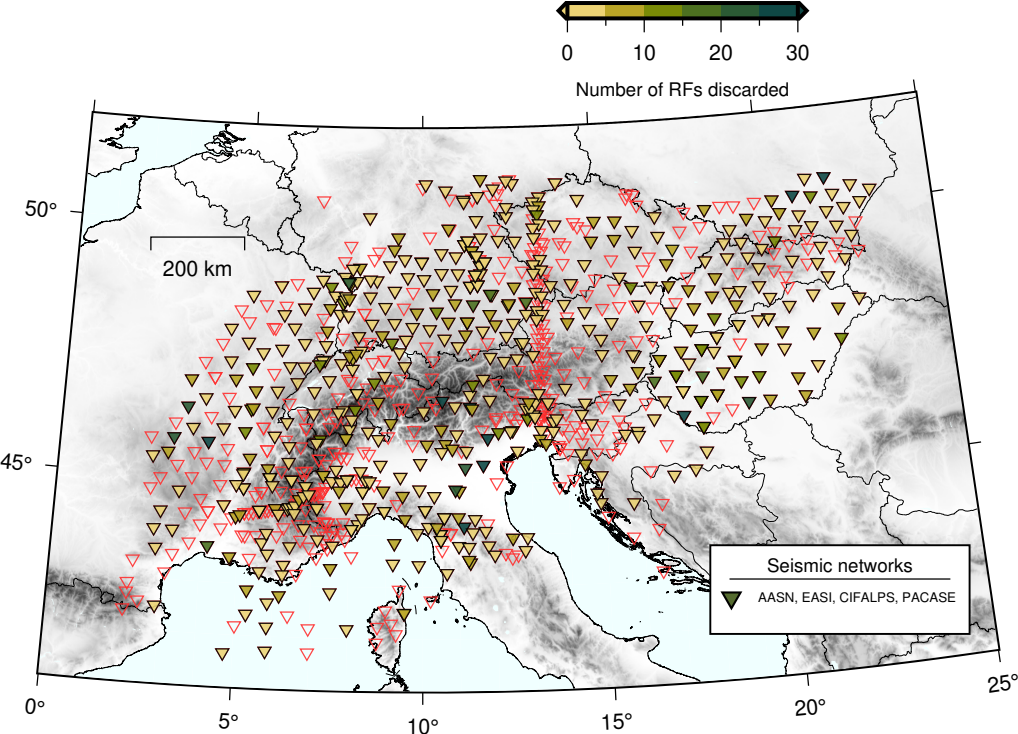 0 10 20 30
Number of RFs discarded
50°
200 km
45°
Seismic networks
AASN, EASI, CIFALPS, PACASE
0° 5° 10° 15° 20° 25°